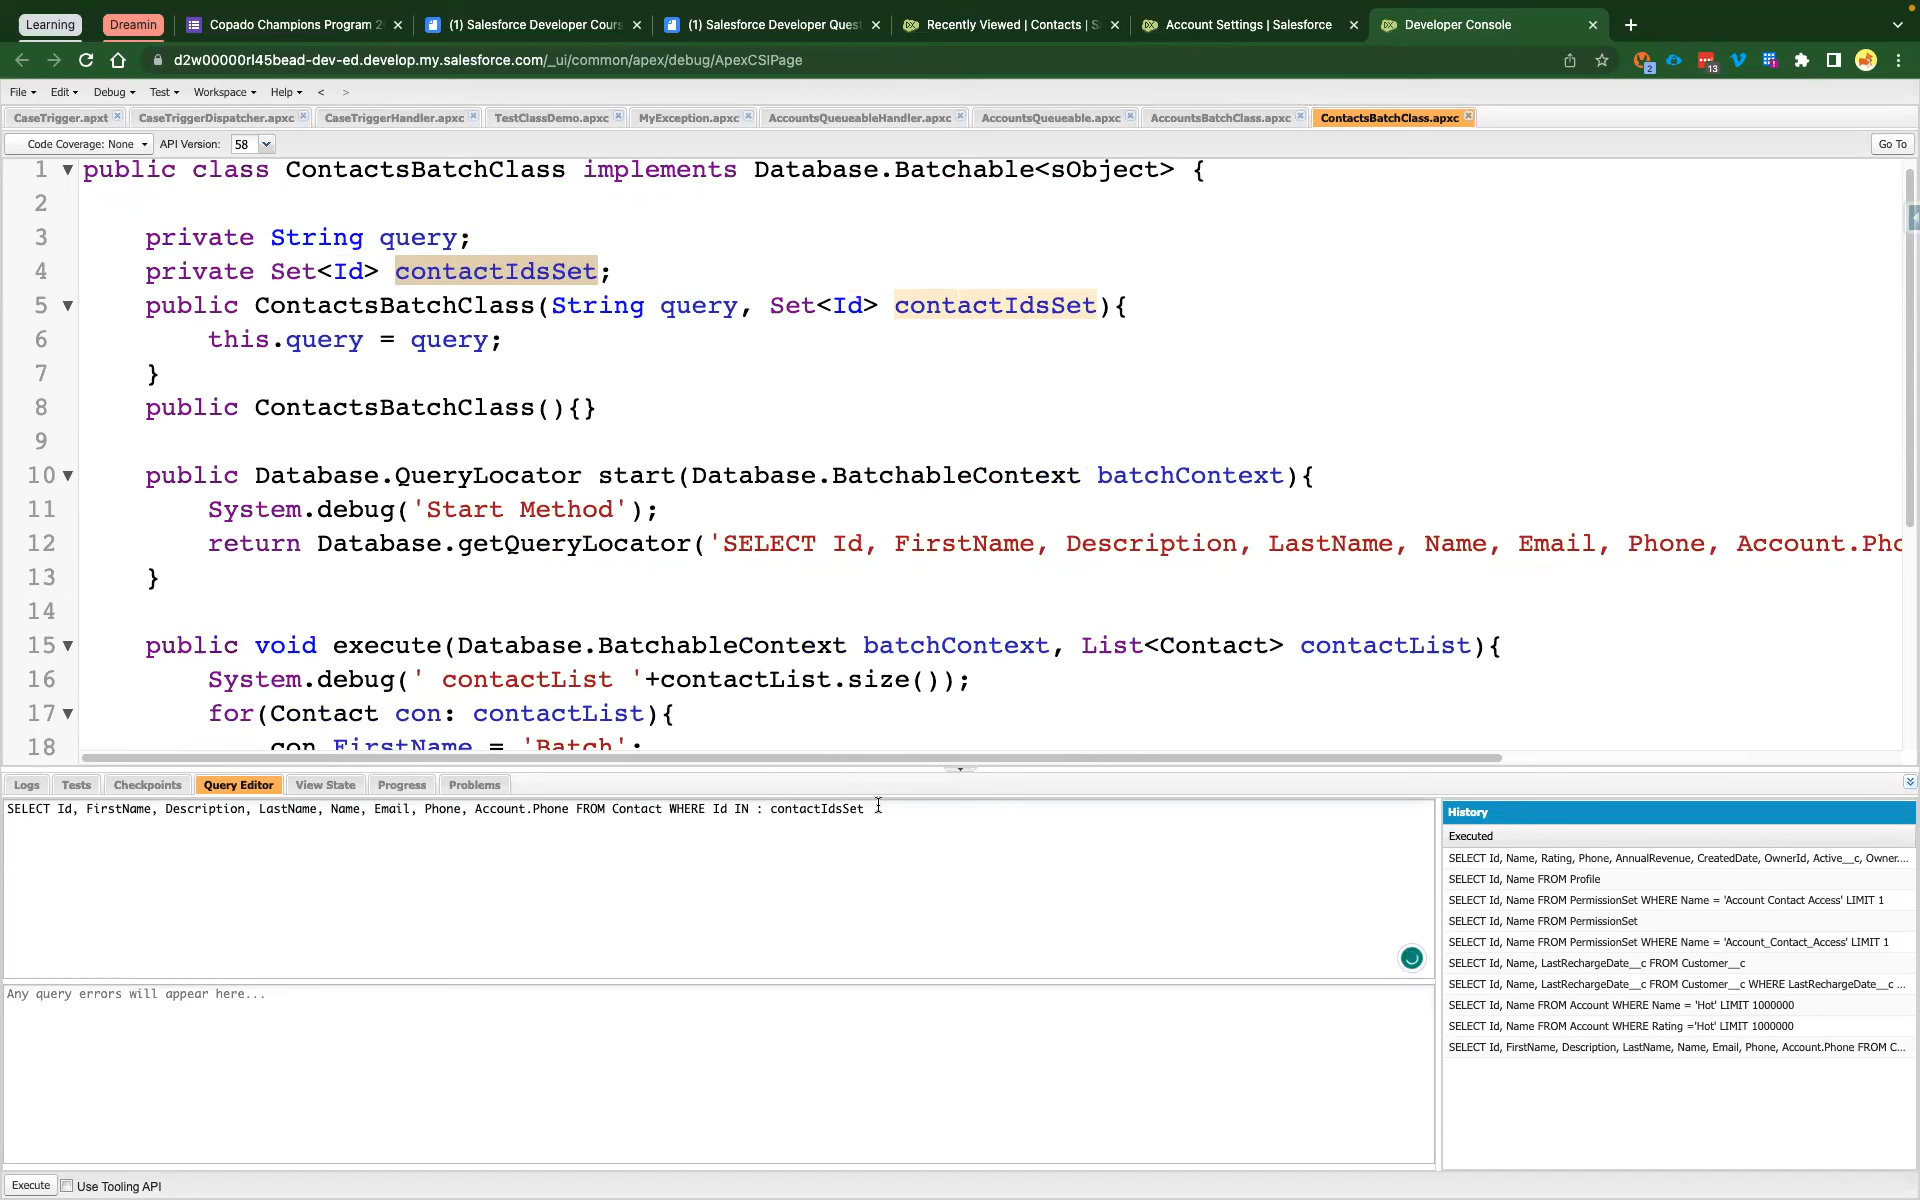 Learning
Dreamin
Copado Champions Program 2
(1) Salesforce Developer Cours
(1) Salesforce Developer Quest
Recently Viewed | Contacts | S
Account Settings | Salesforce
Developer Console
d2w00000rl45bead-dev-ed.develop.my.salesforce.com/_ui/common/apex/debug/ApexCSIPage
2
13
File Edit Debug Test Workspace Help < >
CaseTrigger.apxt
CaseTriggerDispatcher.apxc
CaseTriggerHandler.apxc
TestClassDemo.apxc
MyException.apxc
AccountsQueueableHandler.apxc
AccountsQueueable.apxc
AccountsBatchClass.apxc
ContactsBatchClass.apxc
Code Coverage: None API Version: 58 Go To
1 public class ContactsBatchClass implements Database.Batchable<sObject> {
2
3 private String query;
4 private Set<Id> contactIdsSet;
5 public ContactsBatchClass(String query, Set<Id> contactIdsSet){
6 this.query = query;
7 }
8 public ContactsBatchClass(){}
9
10 public Database.QueryLocator start(Database.BatchableContext batchContext){
11 System.debug('Start Method');
12 return Database.getQueryLocator('SELECT Id, FirstName, Description, LastName, Name, Email, Phone, Account.Pho
13 }
14
15 public void execute(Database.BatchableContext batchContext, List<Contact> contactList){
16 System.debug(' contactList '+contactList.size());
17 for(Contact con: contactList){
18 con.FirstName = 'Batch';
Logs Tests Checkpoints Query Editor View State Progress Problems
SELECT Id, FirstName, Description, LastName, Name, Email, Phone, Account.Phone FROM Contact WHERE Id IN : contactIdsSet
Any query errors will appear here...
History
Executed
SELECT Id, Name, Rating, Phone, AnnualRevenue, CreatedDate, OwnerId, Active__c, Owner....
SELECT Id, Name FROM Profile
SELECT Id, Name FROM PermissionSet WHERE Name = 'Account Contact Access' LIMIT 1
SELECT Id, Name FROM PermissionSet
SELECT Id, Name FROM PermissionSet WHERE Name = 'Account_Contact_Access' LIMIT 1
SELECT Id, Name, LastRechargeDate__c FROM Customer__c
SELECT Id, Name, LastRechargeDate__c FROM Customer__c WHERE LastRechargeDate__c ...
SELECT Id, Name FROM Account WHERE Name = 'Hot' LIMIT 1000000
SELECT Id, Name FROM Account WHERE Rating ='Hot' LIMIT 1000000
SELECT Id, FirstName, Description, LastName, Name, Email, Phone, Account.Phone FROM C...
Execute Use Tooling API